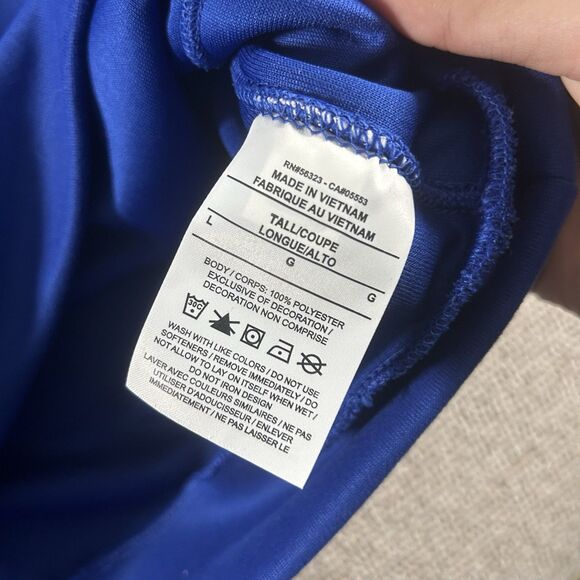 RN#56323 - CA#05553
MADE IN VIETNAM
FABRIQUE AU VIETNAM
TALL/COUPE
LONGUE/ALTO
L G G
BODY / CORPS: 100% POLYESTER
EXCLUSIVE OF DECORATION /
DECORATION NON COMPRISE
30C
WASH WITH LIKE COLORS / DO NOT USE
SOFTENERS / REMOVE IMMEDIATELY / DO
NOT ALLOW TO LAY ON ITSELF WHEN WET /
DO NOT IRON DESIGN
LAVER AVEC COULEURS SIMILAIRES / NE PAS
UTILISER D'ADOUCISSEUR / ENLEVER
IMMEDIATEMENT / NE PAS LAISSER LE